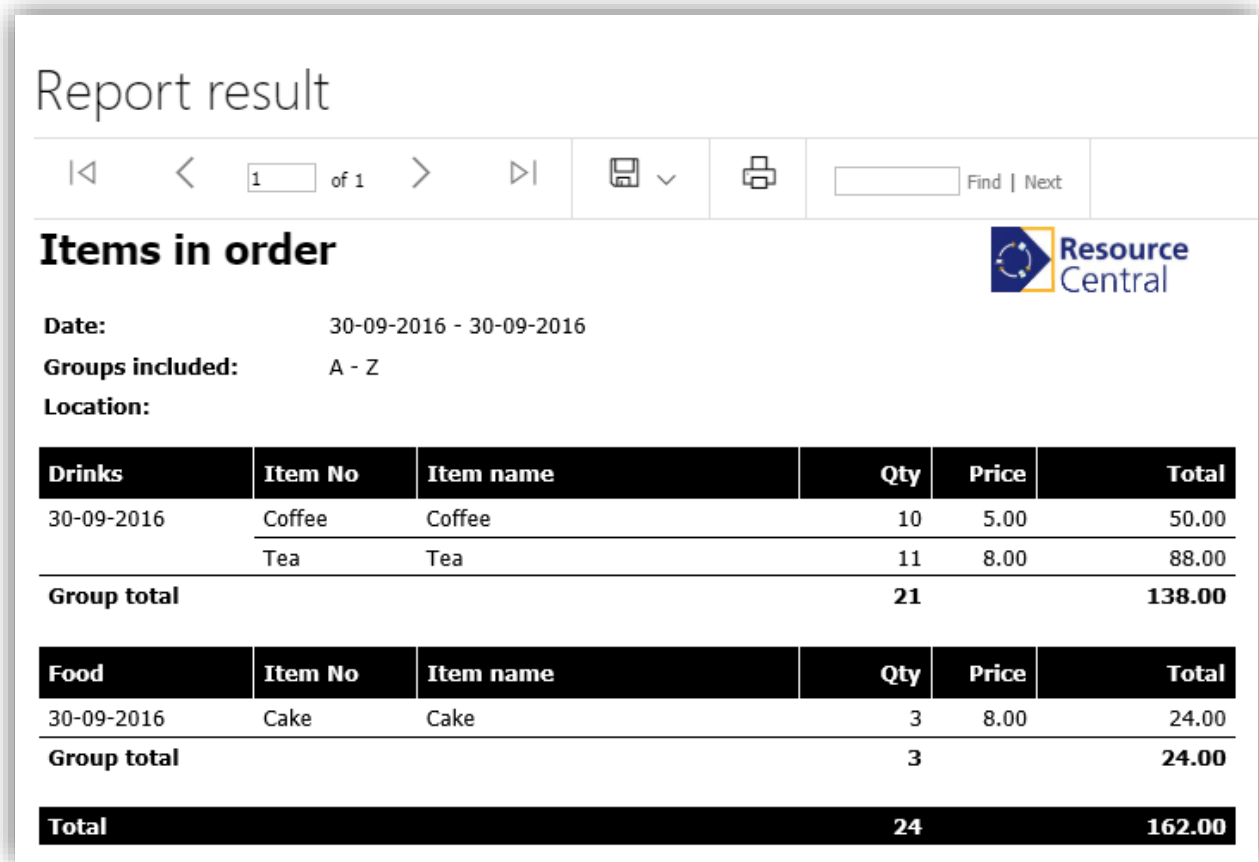 Report result
1 of 1 Find | Next
Items in order
Resource
Central
Date: 30-09-2016 - 30-09-2016
Groups included: A - Z
Location:
Drinks Item No Item name Qty Price Total
30-09-2016 Coffee Coffee 10 5.00 50.00
Tea Tea 11 8.00 88.00
Group total 21 138.00
Food Item No Item name Qty Price Total
30-09-2016 Cake Cake 3 8.00 24.00
Group total 3 24.00
Total 24 162.00